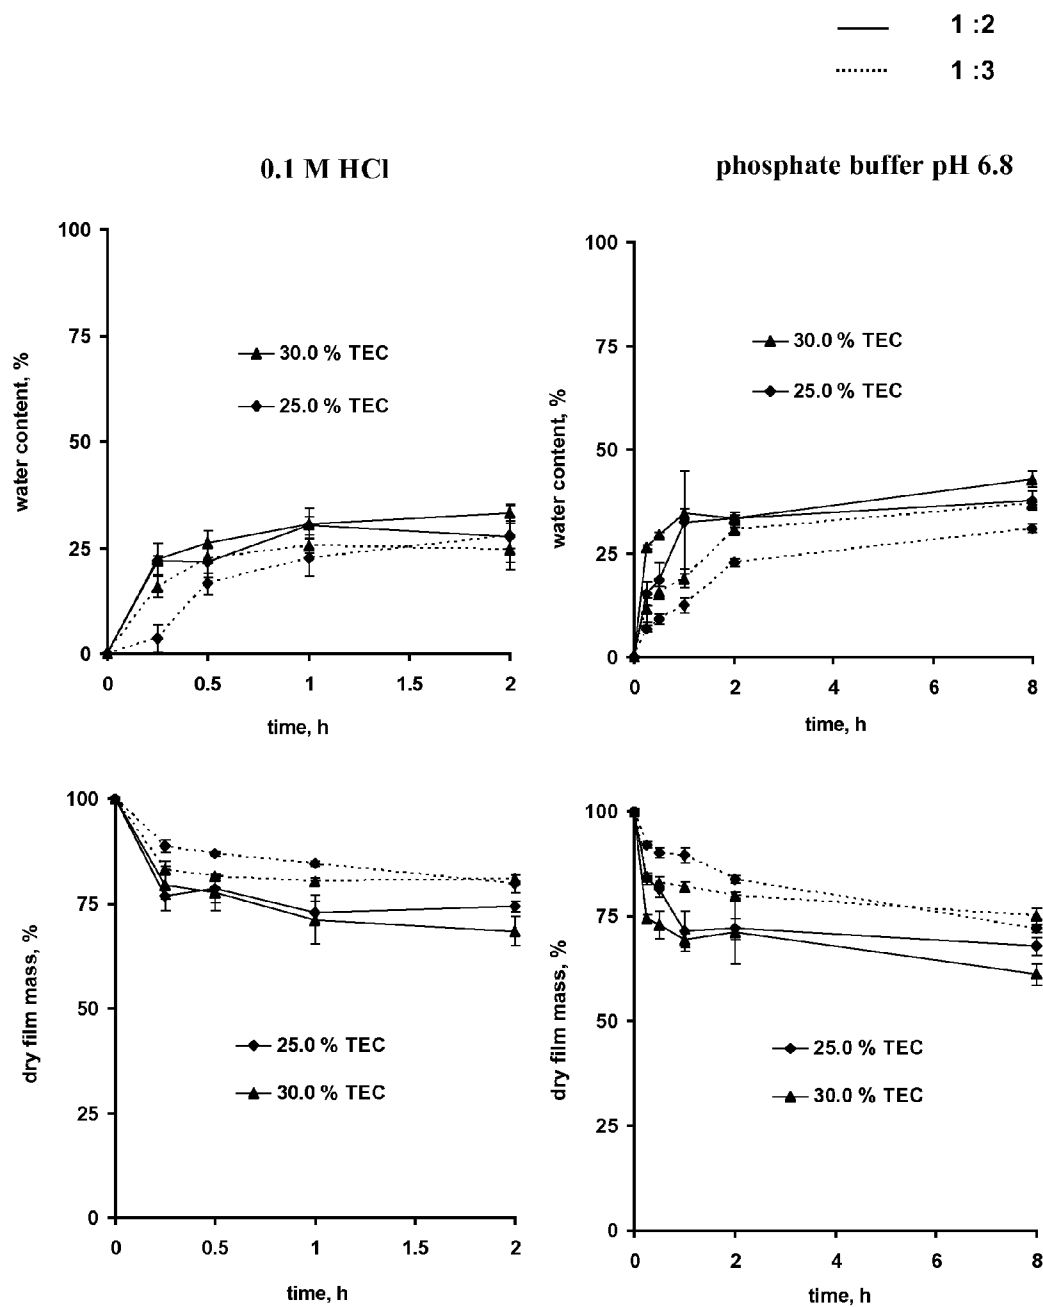 1 :2
1 :3
0.1 M HCl
phosphate buffer pH 6.8
100
75
50
25
0
water content, %
30.0 % TEC
25.0 % TEC
0 0.5 1 1.5 2
time, h
100
75
50
25
0
water content, %
30.0 % TEC
25.0 % TEC
0 2 4 6 8
time, h
100
75
50
25
0
dry film mass, %
25.0 % TEC
30.0 % TEC
0 0.5 1 1.5 2
time, h
100
75
50
25
0
dry film mass, %
25.0 % TEC
30.0 % TEC
0 2 4 6 8
time, h